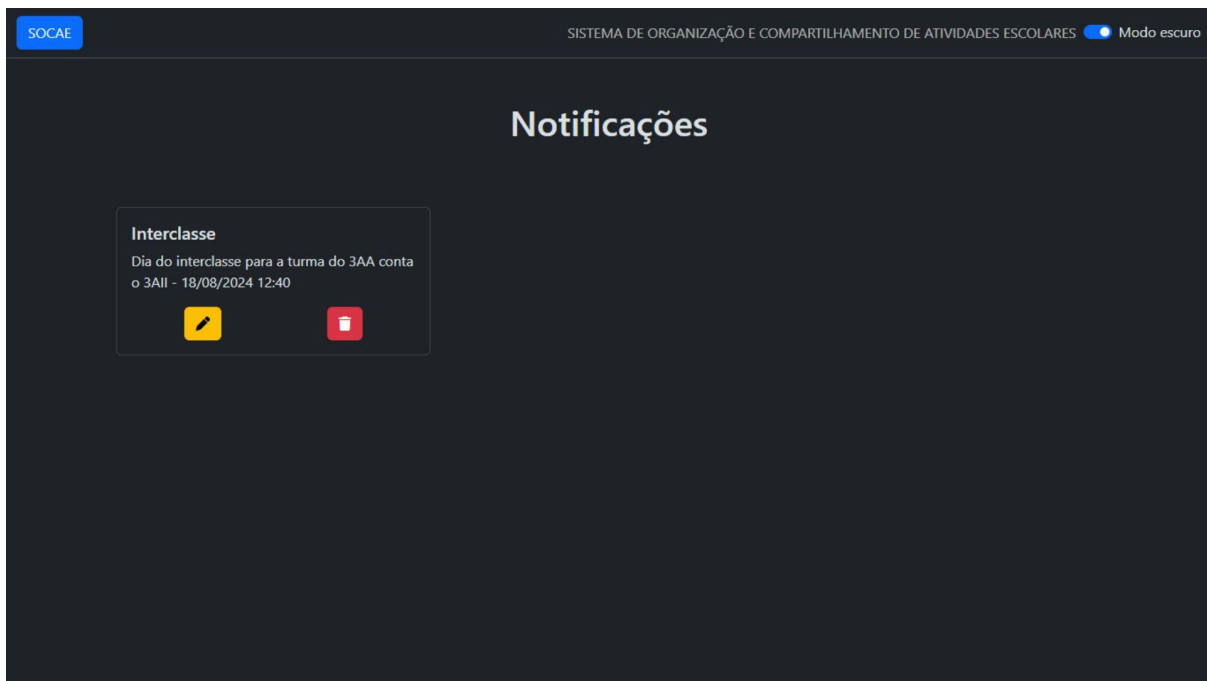 SOCAE
SISTEMA DE ORGANIZAÇÃO E COMPARTILHAMENTO DE ATIVIDADES ESCOLARES
Modo escuro
Notificações
Interclasse
Dia do interclasse para a turma do 3AA conta
o 3AII - 18/08/2024 12:40